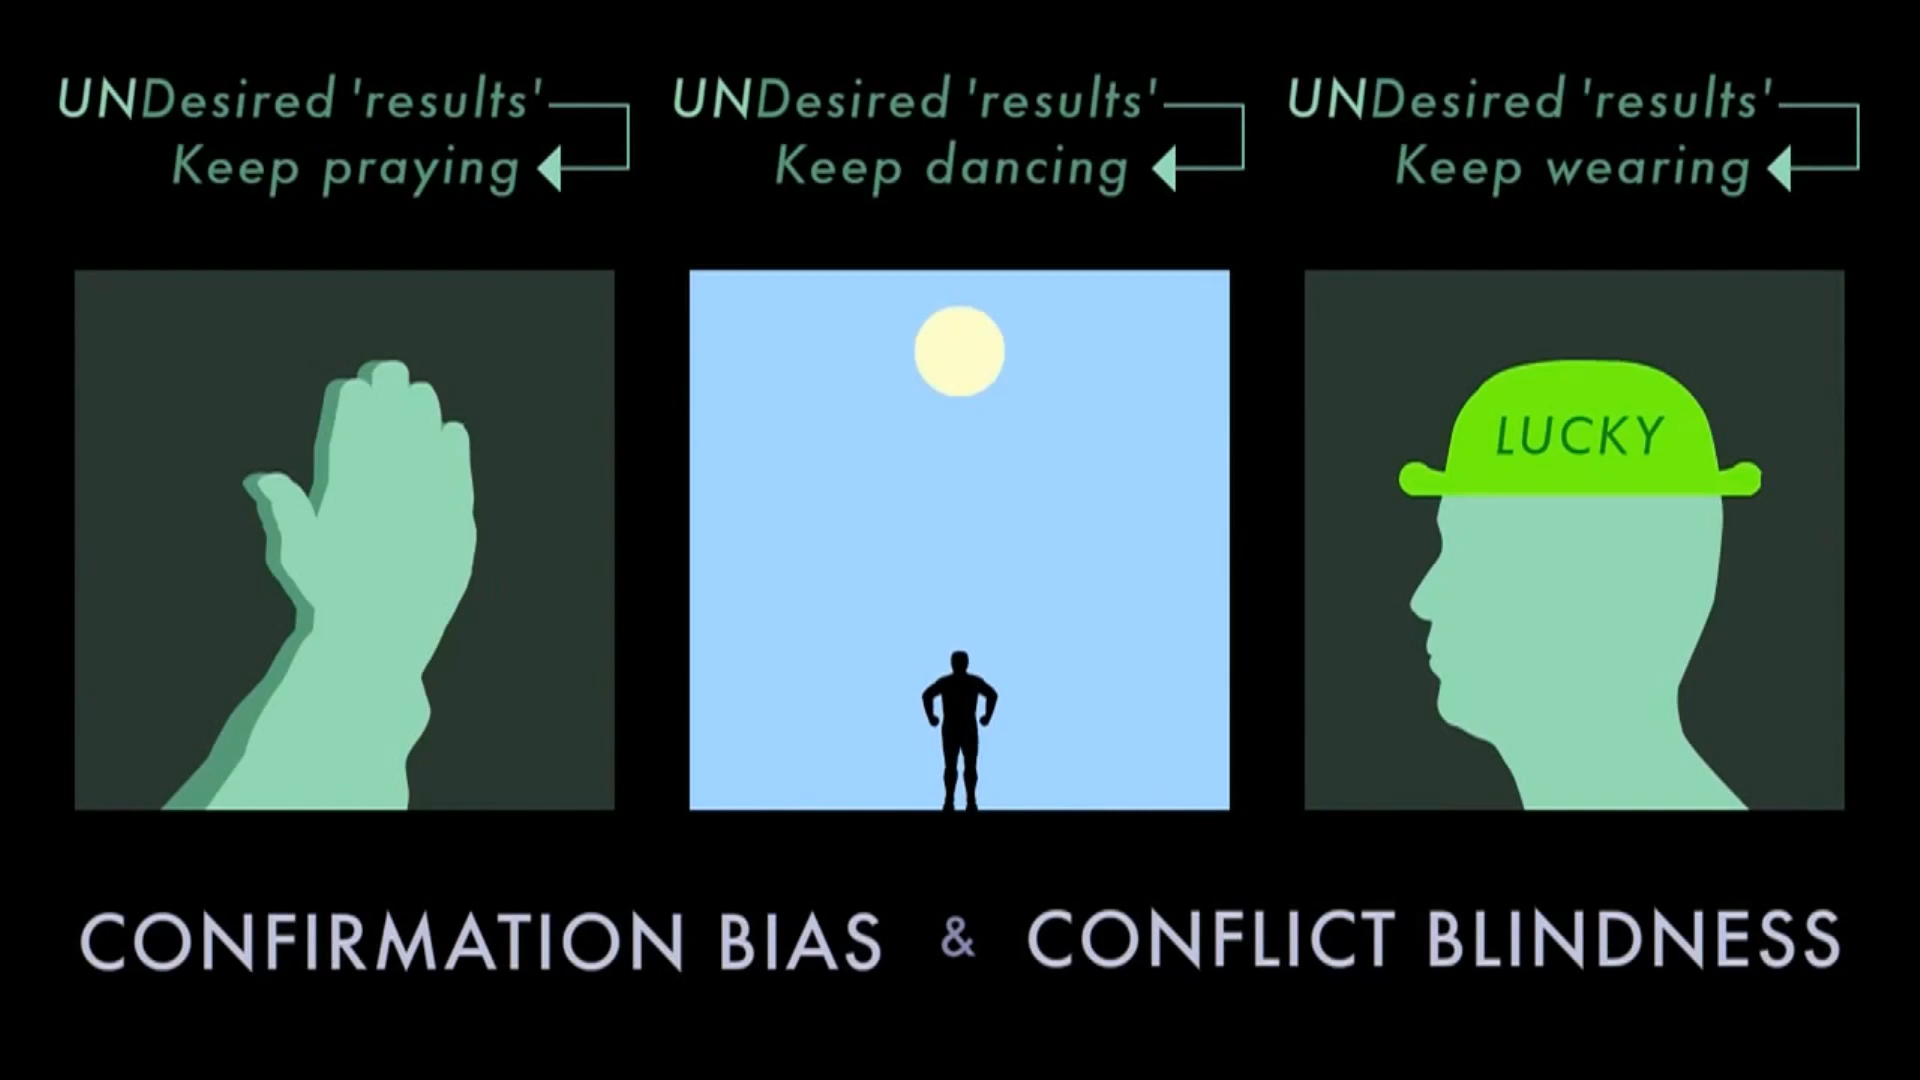 UNDesired 'results'
Keep praying
UNDesired 'results'
Keep dancing
UNDesired 'results'
Keep wearing
LUCKY
CONFIRMATION BIAS & CONFLICT BLINDNESS